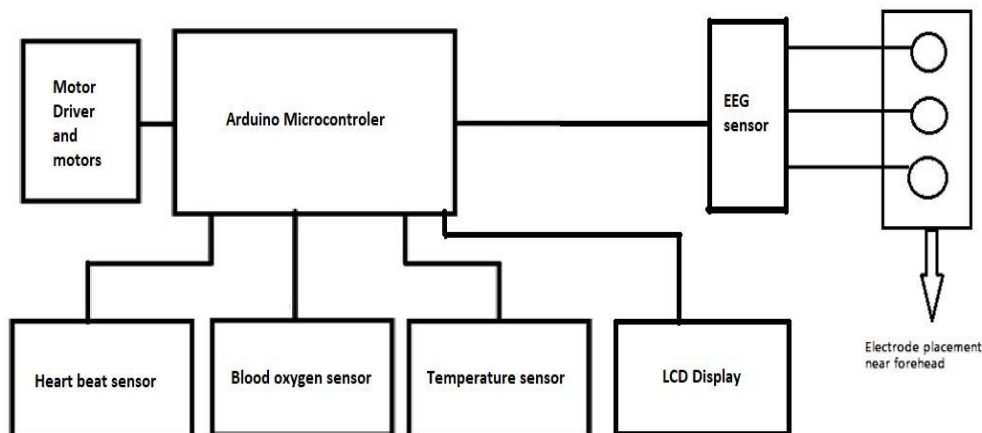 Motor
Driver
and
motors
Arduino Microcontroler
EEG
sensor
Heart beat sensor
Blood oxygen sensor
Temperature sensor
LCD Display
Electrode placement
near forehead